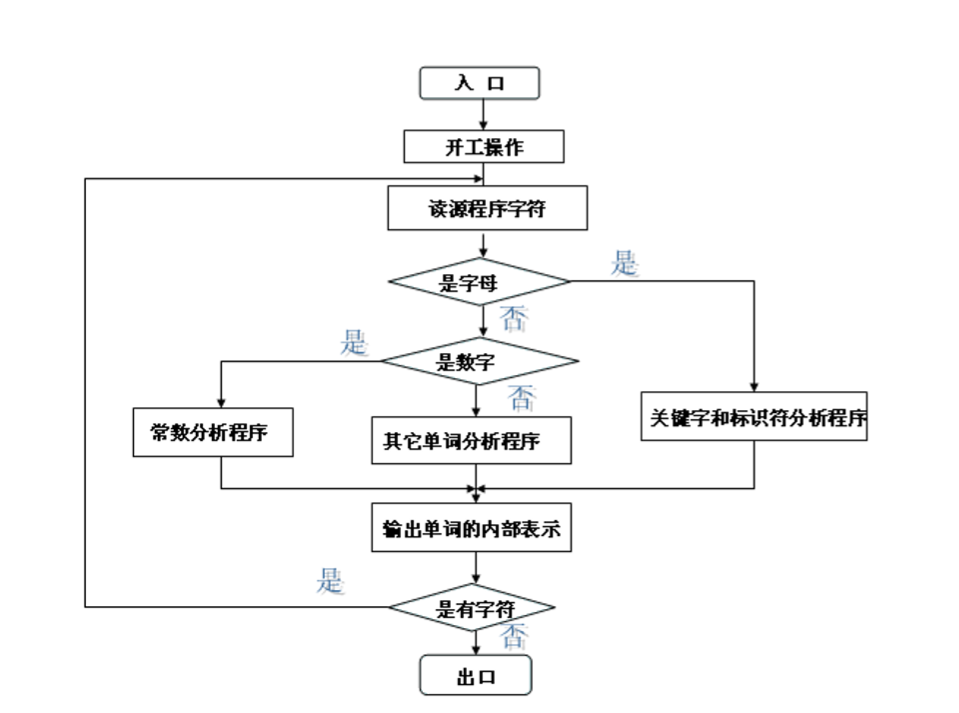 入 口
开工操作
读源程序字符
是
是字母
否
是
是数字
否
常数分析程序
其它单词分析程序
关键字和标识符分析程序
输出单词的内部表示
是
是有字符
否
出口